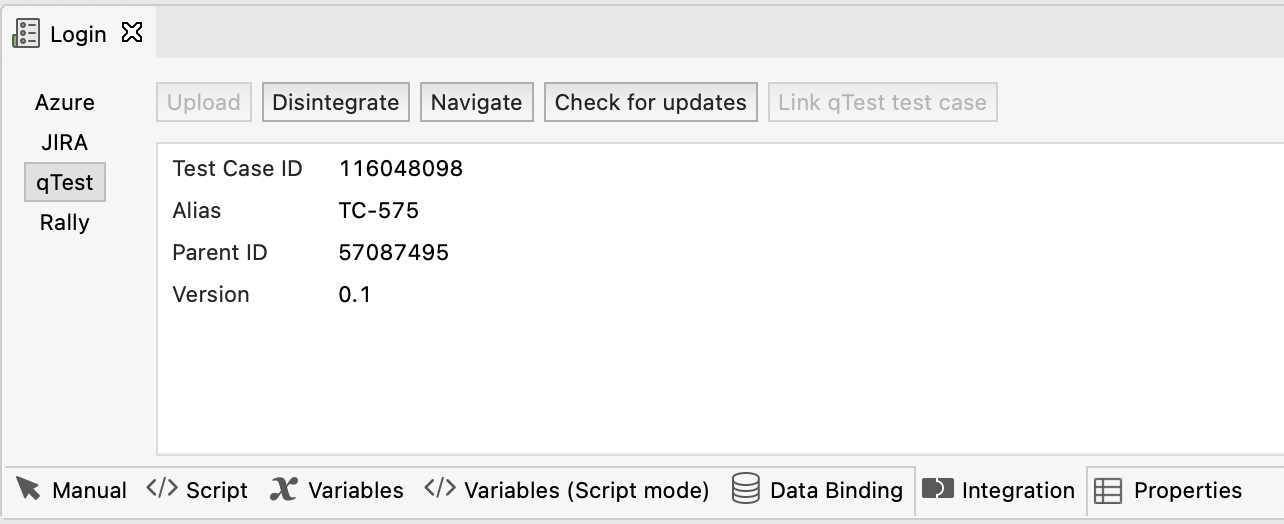 Login
Azure
JIRA
qTest
Rally
Upload Disintegrate Navigate Check for updates Link qTest test case
Test Case ID 116048098
Alias TC-575
Parent ID 57087495
Version 0.1
Manual </> Script Variables </> Variables (Script mode) Data Binding Integration Properties